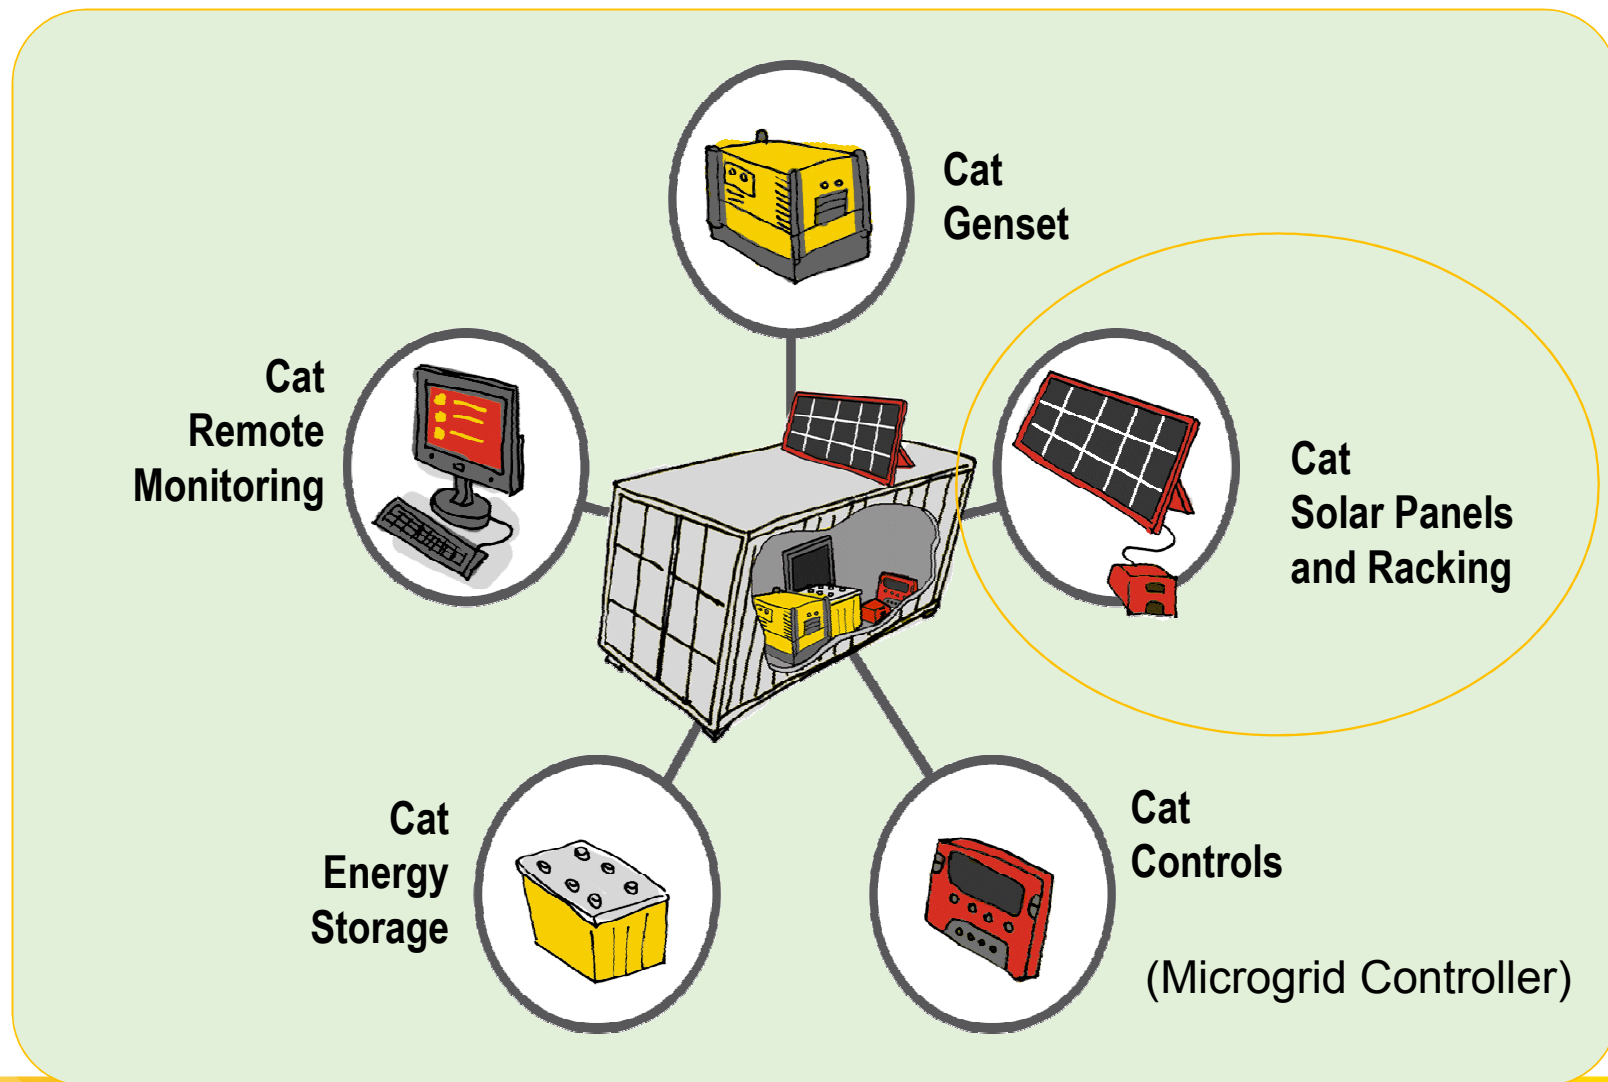 Cat
Genset
Cat
Remote
Monitoring
Cat
Solar Panels
and Racking
Cat
Energy
Storage
Cat
Controls
(Microgrid Controller)